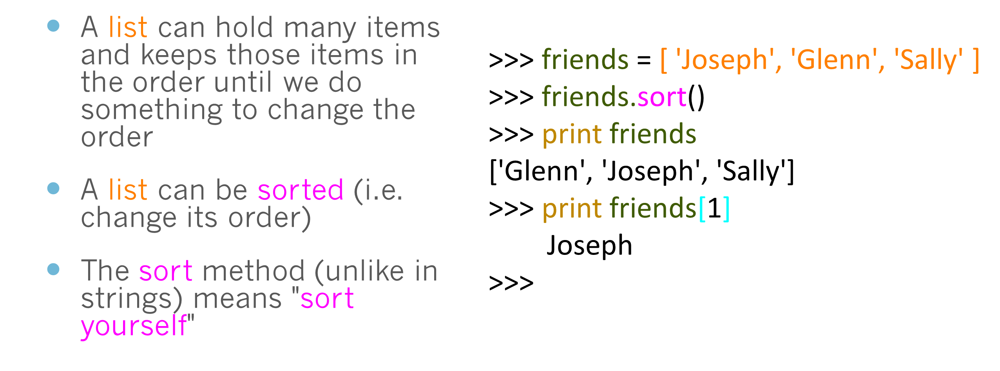 A list can hold many items
and keeps those items in
the order until we do
something to change the
order
A list can be sorted (i.e.
change its order)
The sort method (unlike in
strings) means "sort
yourself"
>>> friends = [ 'Joseph', 'Glenn', 'Sally' ]
>>> friends.sort()
>>> print friends
['Glenn', 'Joseph', 'Sally']
>>> print friends[1]
Joseph
>>>